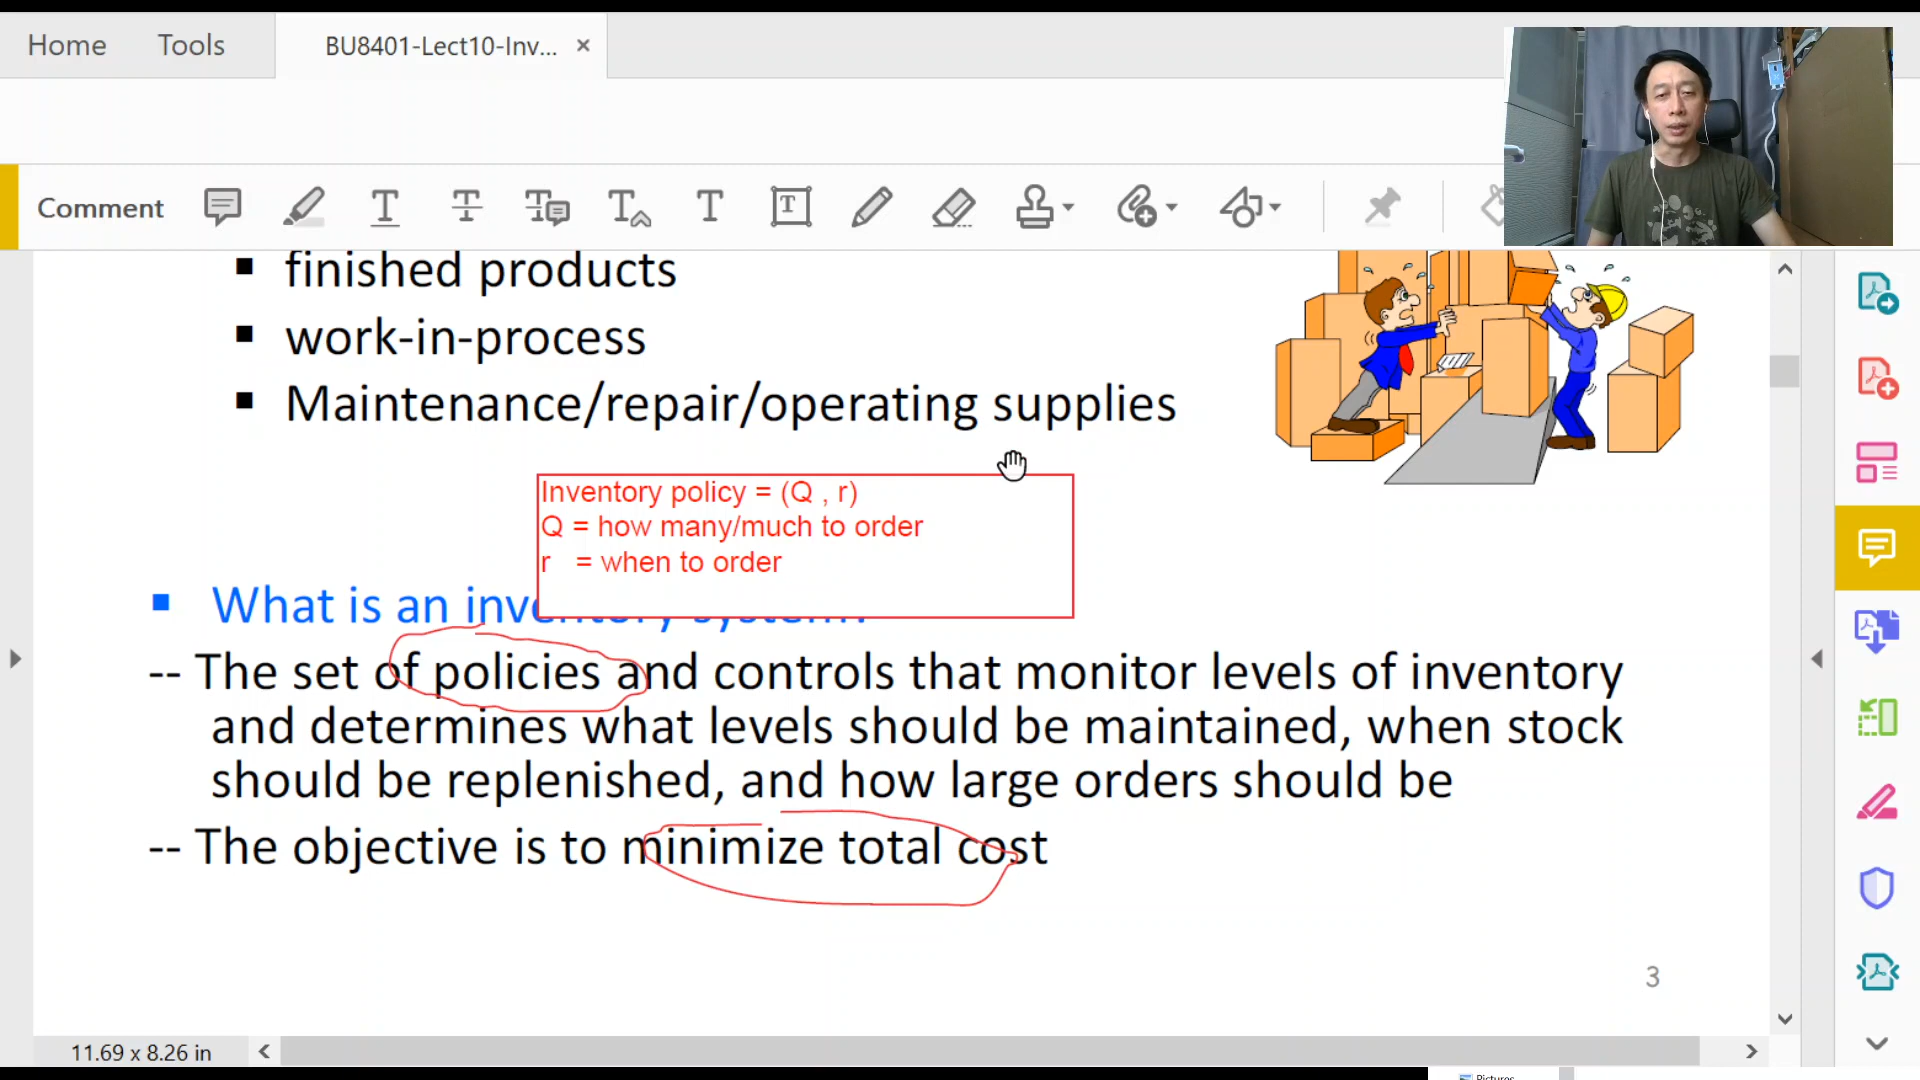 Home Tools BU8401-Lect10-Inv... ×
Comment
finished products
work-in-process
Maintenance/repair/operating supplies
Inventory policy = (Q , r)
Q = how many/much to order
r = when to order
What is an inventory system?
-- The set of policies and controls that monitor levels of inventory
and determines what levels should be maintained, when stock
should be replenished, and how large orders should be
-- The objective is to minimize total cost
3
11.69 x 8.26 in
Pictures